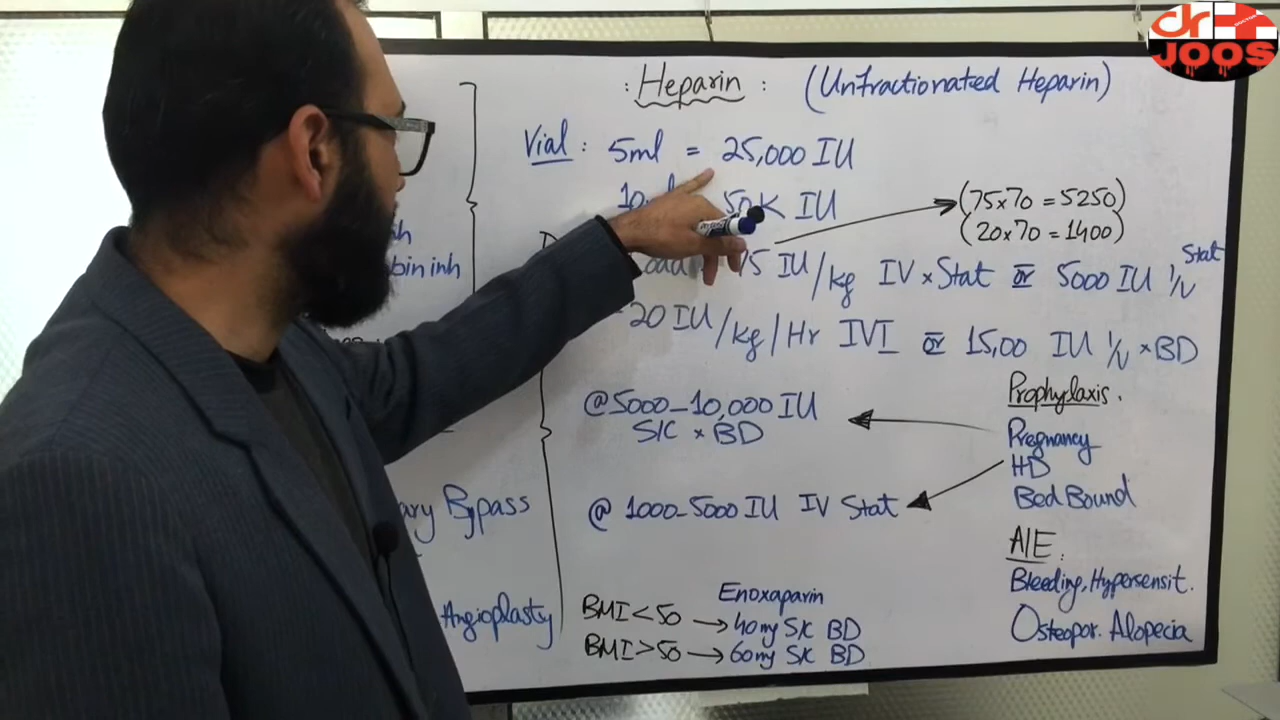 dr JOOS
Heparin : (Unfractionated Heparin)
Vial : 5ml = 25,000 IU
50K IU
(75x70 = 5250)
(20x70 = 1400)
75 IU/kg IV x Stat or 5000 IU I/V Stat
20 IU/kg/Hr IVI or 15,00 IU I/V x BD
@5000-10,000 IU
S/C x BD
@ 1000-5000 IU IV Stat
Prophylaxis.
Pregnancy
HD
Bed Bound
A/E.
Bleeding, Hypersensit.
Osteopor. Alopecia
Enoxaparin
BMI < 50 → 40mg S/C BD
BMI > 50 → 60mg S/C BD
bin inh
ary Bypass
Angioplasty